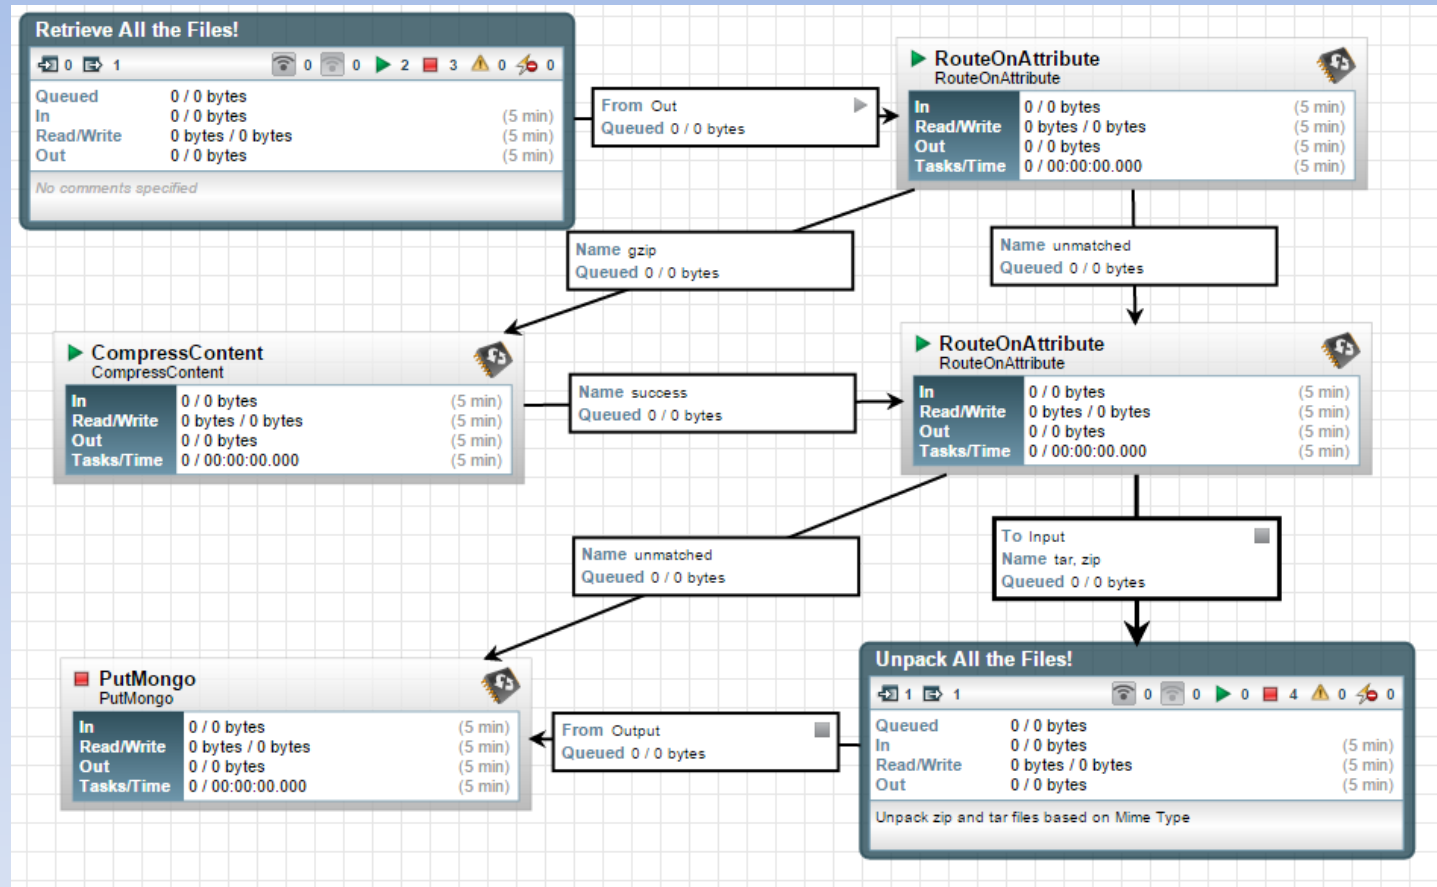 Retrieve All the Files!
0 1 0 0 2 3 0 0
Queued 0 / 0 bytes
In 0 / 0 bytes (5 min)
Read/Write 0 bytes / 0 bytes (5 min)
Out 0 / 0 bytes (5 min)
No comments specified
From Out
Queued 0 / 0 bytes
RouteOnAttribute
RouteOnAttribute
In 0 / 0 bytes (5 min)
Read/Write 0 bytes / 0 bytes (5 min)
Out 0 / 0 bytes (5 min)
Tasks/Time 0 / 00:00:00.000 (5 min)
Name gzip
Queued 0 / 0 bytes
Name unmatched
Queued 0 / 0 bytes
CompressContent
CompressContent
In 0 / 0 bytes (5 min)
Read/Write 0 bytes / 0 bytes (5 min)
Out 0 / 0 bytes (5 min)
Tasks/Time 0 / 00:00:00.000 (5 min)
Name success
Queued 0 / 0 bytes
RouteOnAttribute
RouteOnAttribute
In 0 / 0 bytes (5 min)
Read/Write 0 bytes / 0 bytes (5 min)
Out 0 / 0 bytes (5 min)
Tasks/Time 0 / 00:00:00.000 (5 min)
Name unmatched
Queued 0 / 0 bytes
To Input
Name tar, zip
Queued 0 / 0 bytes
PutMongo
PutMongo
In 0 / 0 bytes (5 min)
Read/Write 0 bytes / 0 bytes (5 min)
Out 0 / 0 bytes (5 min)
Tasks/Time 0 / 00:00:00.000 (5 min)
From Output
Queued 0 / 0 bytes
Unpack All the Files!
1 1 0 0 0 4 0 0
Queued 0 / 0 bytes
In 0 / 0 bytes (5 min)
Read/Write 0 bytes / 0 bytes (5 min)
Out 0 / 0 bytes (5 min)
Unpack zip and tar files based on Mime Type